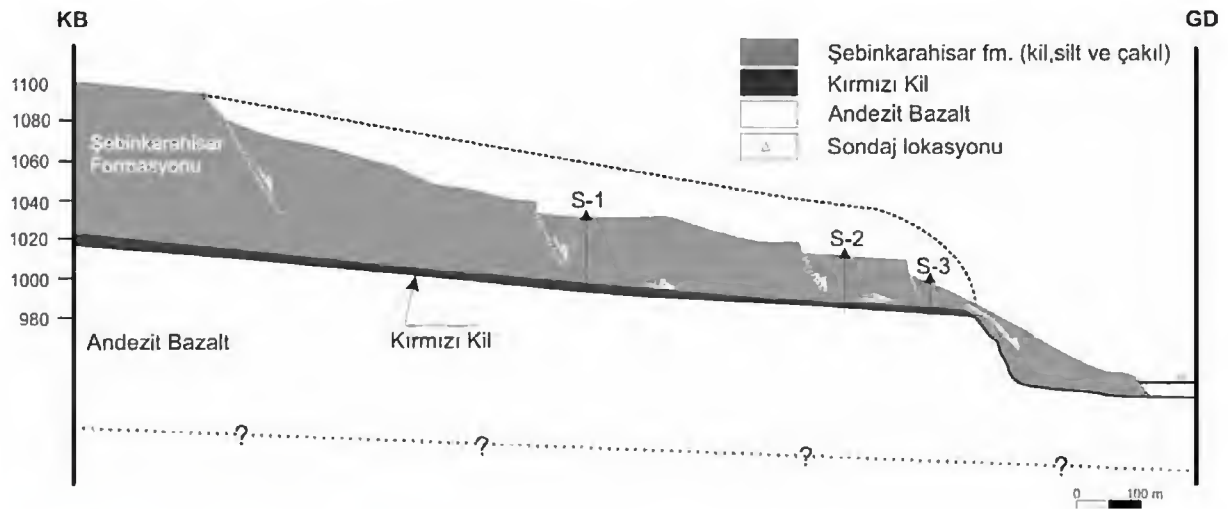 KB
GD
Şebinkarahisar fm. (kil,silt ve çakıl)
Kırmızı Kil
Andezit Bazalt
Sondaj lokasyonu
1100
1080
1060
1040
1020
1000
980
Şebinkarahisar
Formasyonu
S-1
S-2
S-3
Andezit Bazalt
Kırmızı Kil
?
?
?
?
0 100 m